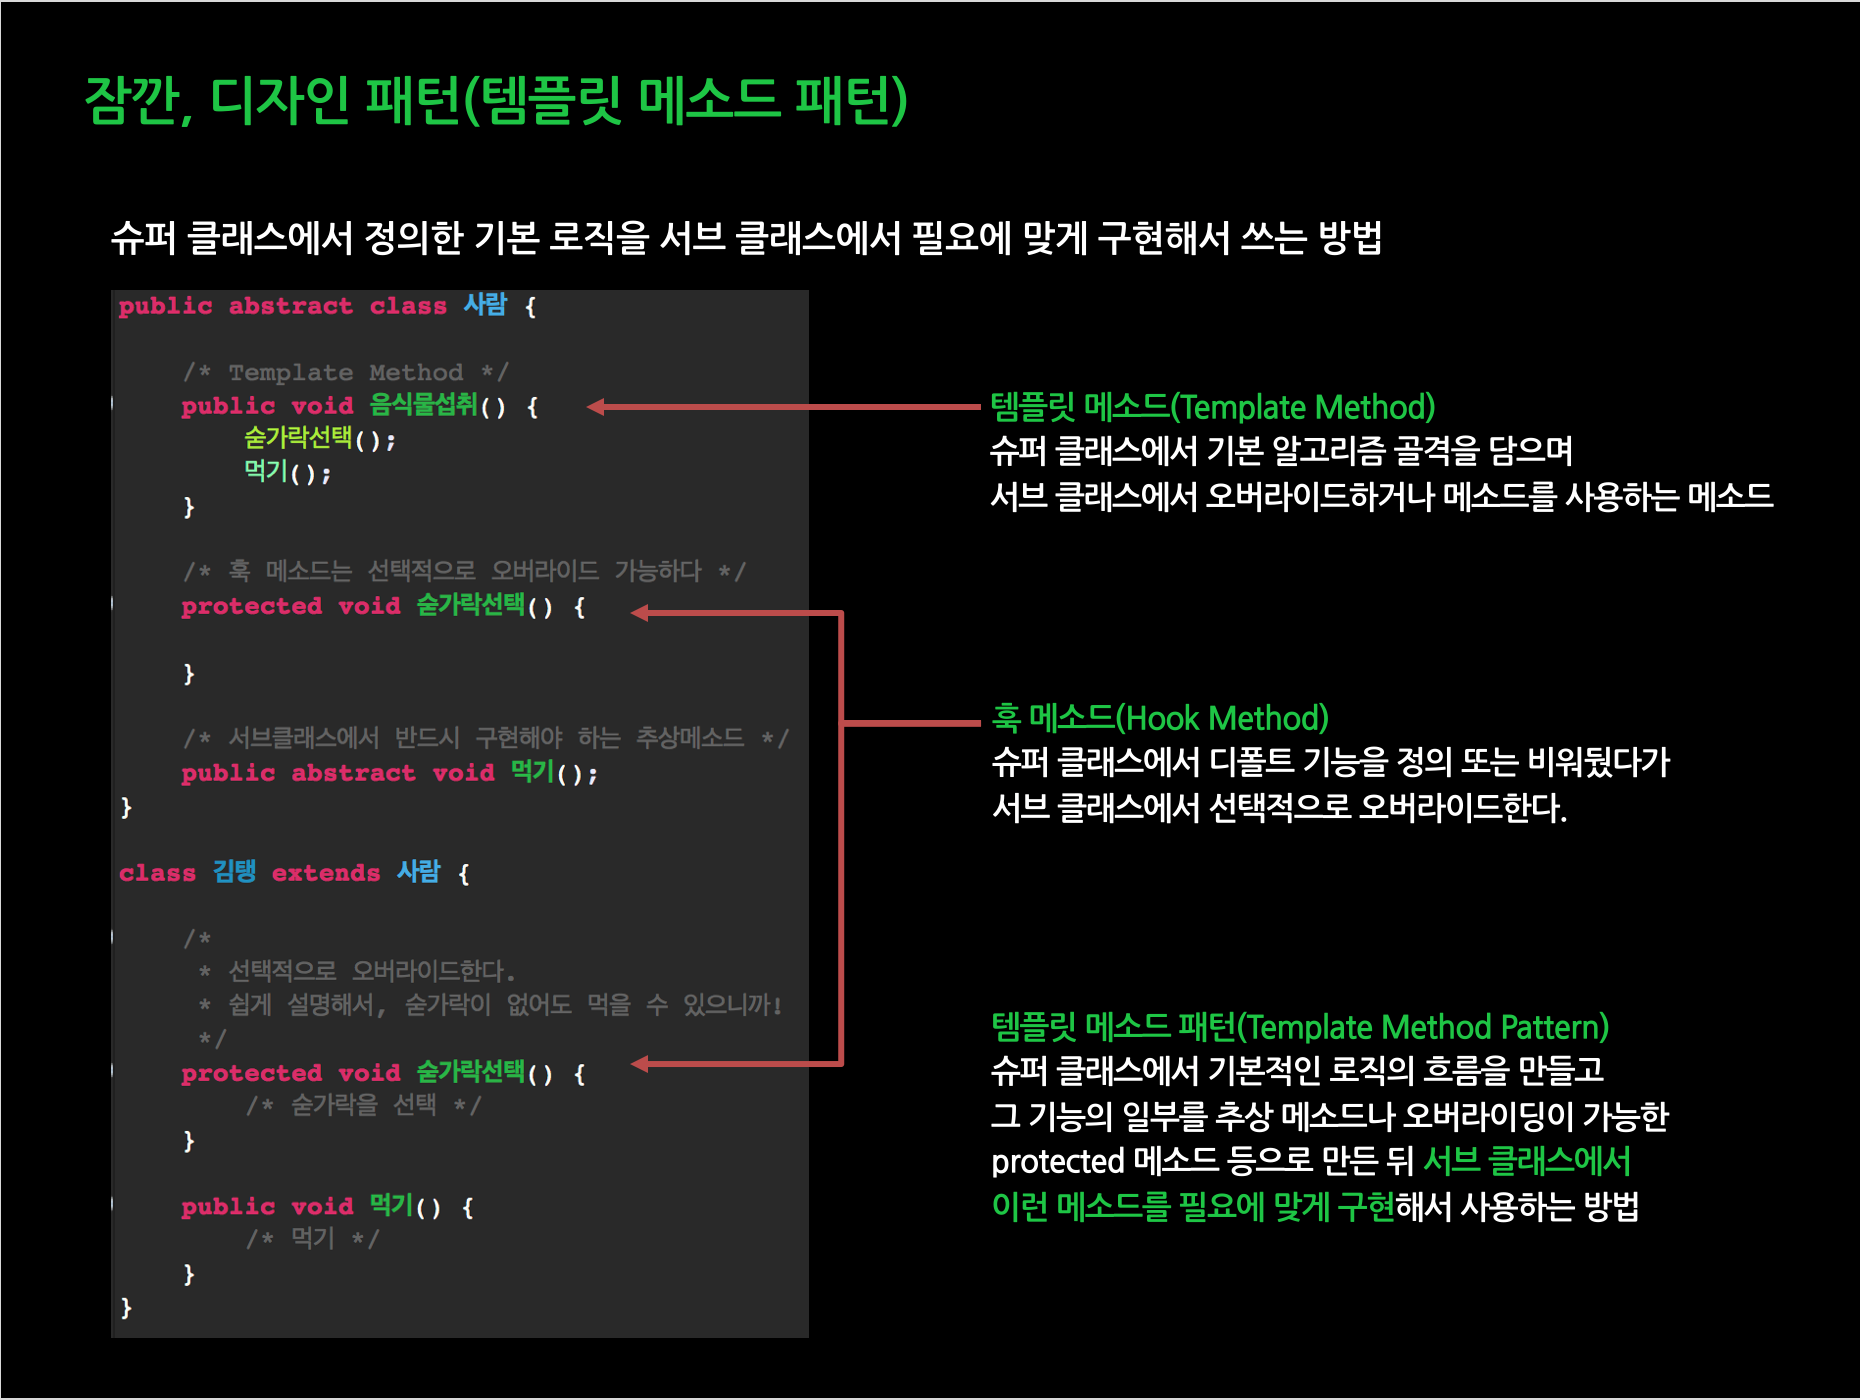 잠깐, 디자인 패턴(템플릿 메소드 패턴)
슈퍼 클래스에서 정의한 기본 로직을 서브 클래스에서 필요에 맞게 구현해서 쓰는 방법
public abstract class 사람 {
/* Template Method */
public void 음식물섭취() {
숟가락선택();
먹기();
}
/* 훅 메소드는 선택적으로 오버라이드 가능하다 */
protected void 숟가락선택() {
}
/* 서브클래스에서 반드시 구현해야 하는 추상메소드 */
public abstract void 먹기();
}
class 김탱 extends 사람 {
/*
* 선택적으로 오버라이드한다.
* 쉽게 설명해서, 숟가락이 없어도 먹을 수 있으니까!
*/
protected void 숟가락선택() {
/* 숟가락을 선택 */
}
public void 먹기() {
/* 먹기 */
}
}
템플릿 메소드(Template Method)
슈퍼 클래스에서 기본 알고리즘 골격을 담으며
서브 클래스에서 오버라이드하거나 메소드를 사용하는 메소드
훅 메소드(Hook Method)
슈퍼 클래스에서 디폴트 기능을 정의 또는 비워뒀다가
서브 클래스에서 선택적으로 오버라이드한다.
템플릿 메소드 패턴(Template Method Pattern)
슈퍼 클래스에서 기본적인 로직의 흐름을 만들고
그 기능의 일부를 추상 메소드나 오버라이딩이 가능한
protected 메소드 등으로 만든 뒤 서브 클래스에서
이런 메소드를 필요에 맞게 구현해서 사용하는 방법